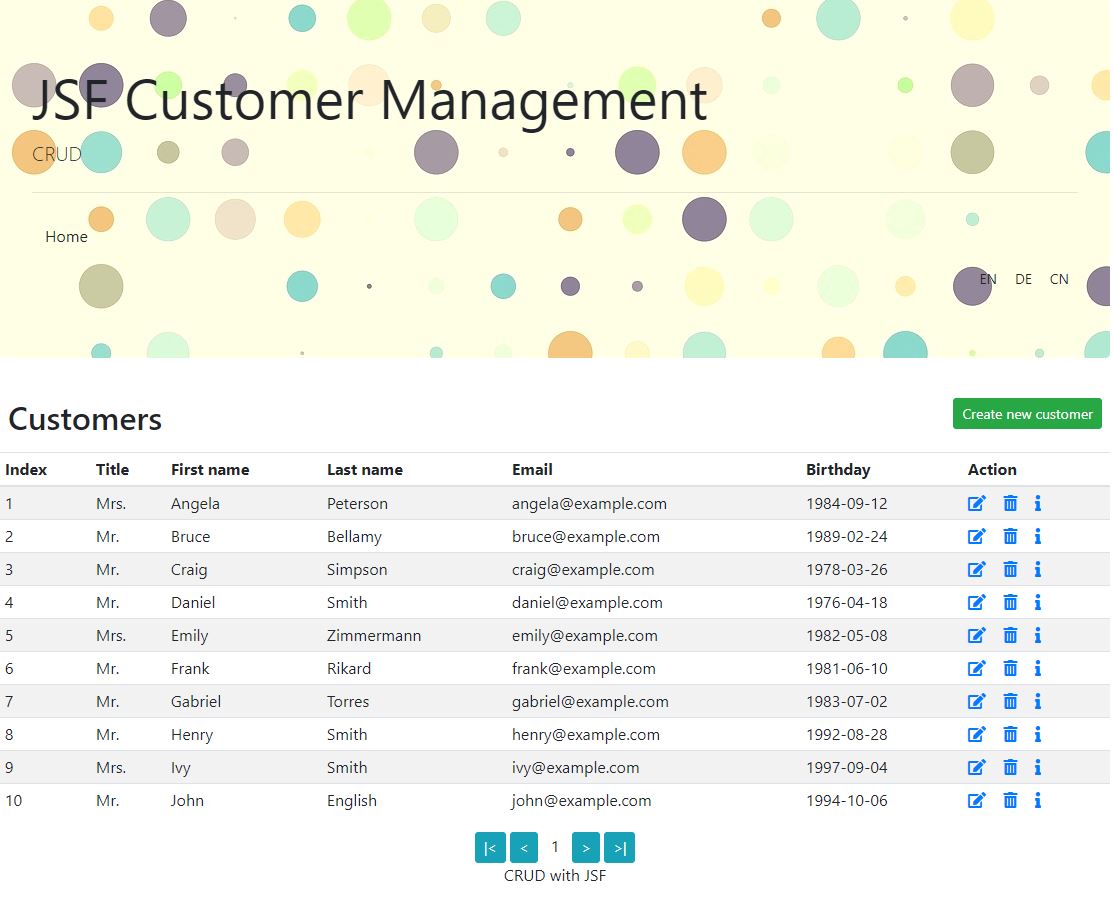 JSF Customer Management
CRUD
Home
EN DE CN
Customers
Create new customer
Index Title First name Last name Email Birthday Action
1 Mrs. Angela Peterson angela@example.com 1984-09-12
2 Mr. Bruce Bellamy bruce@example.com 1989-02-24
3 Mr. Craig Simpson craig@example.com 1978-03-26
4 Mr. Daniel Smith daniel@example.com 1976-04-18
5 Mrs. Emily Zimmermann emily@example.com 1982-05-08
6 Mr. Frank Rikard frank@example.com 1981-06-10
7 Mr. Gabriel Torres gabriel@example.com 1983-07-02
8 Mr. Henry Smith henry@example.com 1992-08-28
9 Mrs. Ivy Smith ivy@example.com 1997-09-04
10 Mr. John English john@example.com 1994-10-06
|< < 1 > >|
CRUD with JSF